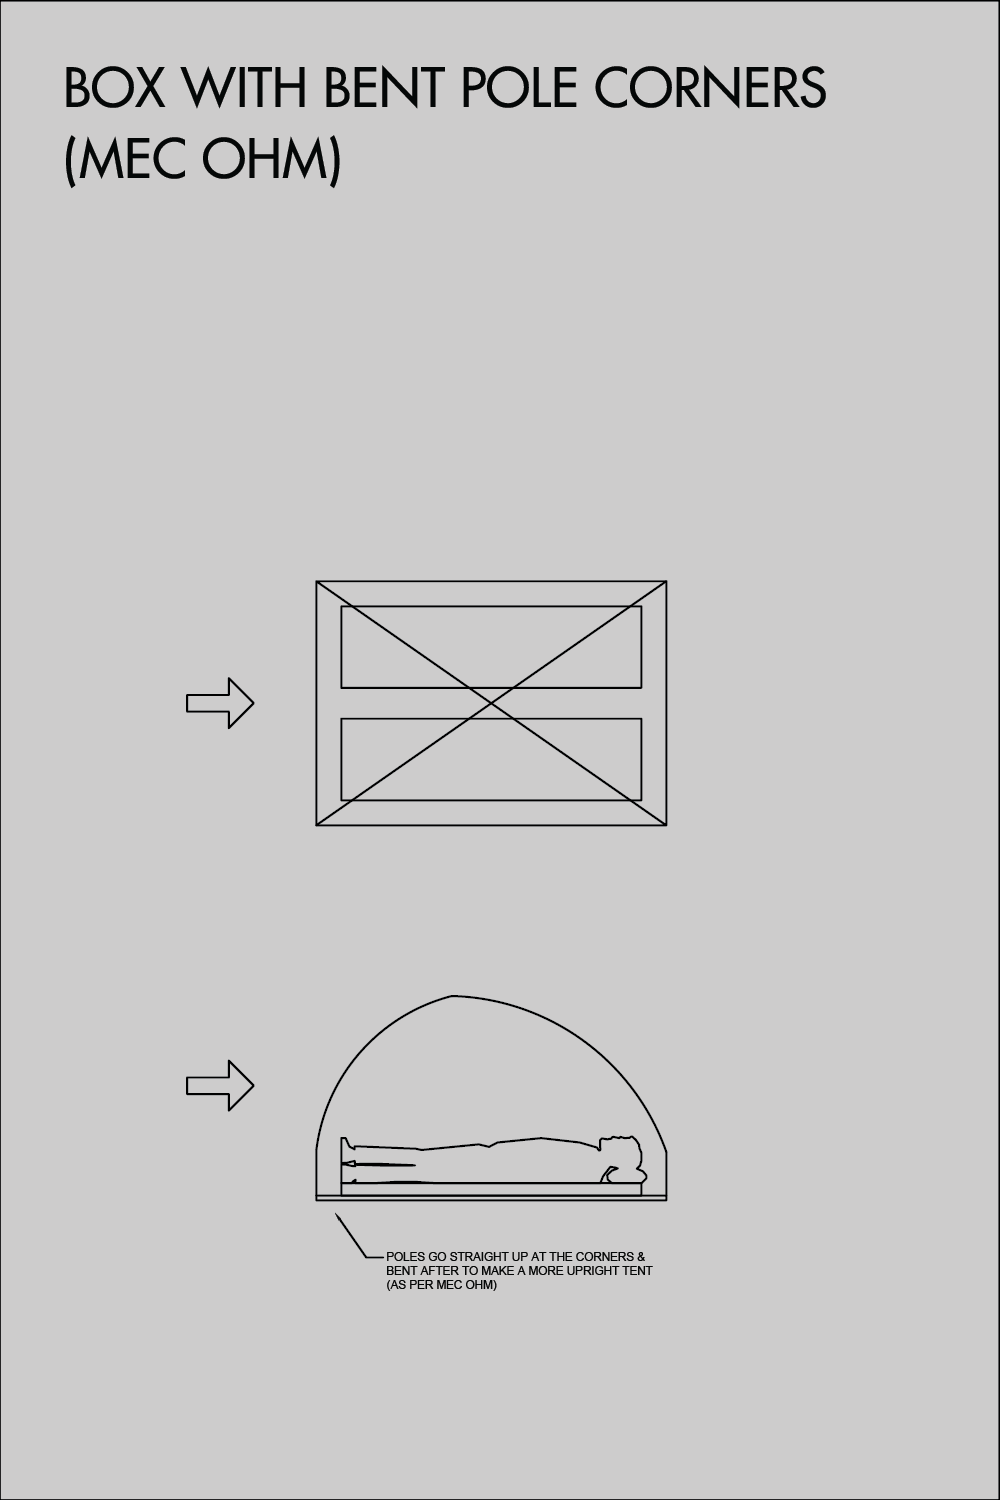 BOX WITH BENT POLE CORNERS
(MEC OHM)
POLES GO STRAIGHT UP AT THE CORNERS &
BENT AFTER TO MAKE A MORE UPRIGHT TENT
(AS PER MEC OHM)